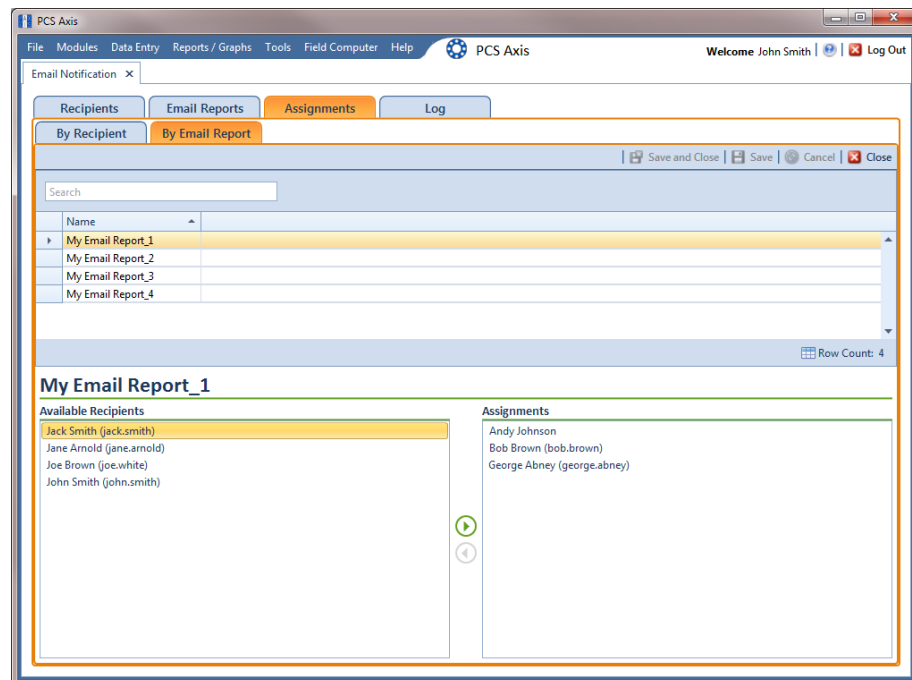 PCS Axis
File Modules Data Entry Reports / Graphs Tools Field Computer Help PCS Axis Welcome John Smith | | Log Out
Email Notification ×
Recipients Email Reports Assignments Log
By Recipient By Email Report
| Save and Close | Save | Cancel | Close
Search
Name
My Email Report_1
My Email Report_2
My Email Report_3
My Email Report_4
Row Count: 4
My Email Report_1
Available Recipients Assignments
Jack Smith (jack.smith) Andy Johnson
Jane Arnold (jane.arnold) Bob Brown (bob.brown)
Joe Brown (joe.white) George Abney (george.abney)
John Smith (john.smith)